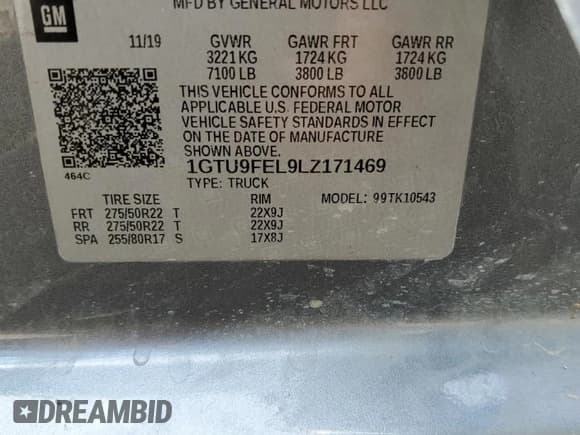 MFD BY GENERAL MOTORS LLC
GM
11/19 GVWR GAWR FRT GAWR RR
3221 KG 1724 KG 1724 KG
7100 LB 3800 LB 3800 LB
THIS VEHICLE CONFORMS TO ALL
APPLICABLE U.S. FEDERAL MOTOR
VEHICLE SAFETY STANDARDS IN EFFECT
ON THE DATE OF MANUFACTURE
SHOWN ABOVE.
464C
1GTU9FEL9LZ171469
TYPE: TRUCK MODEL: 99TK10543
TIRE SIZE RIM
FRT 275/50R22 T 22X9J
RR 275/50R22 T 22X9J
SPA 255/80R17 S 17X8J
DREAMBID